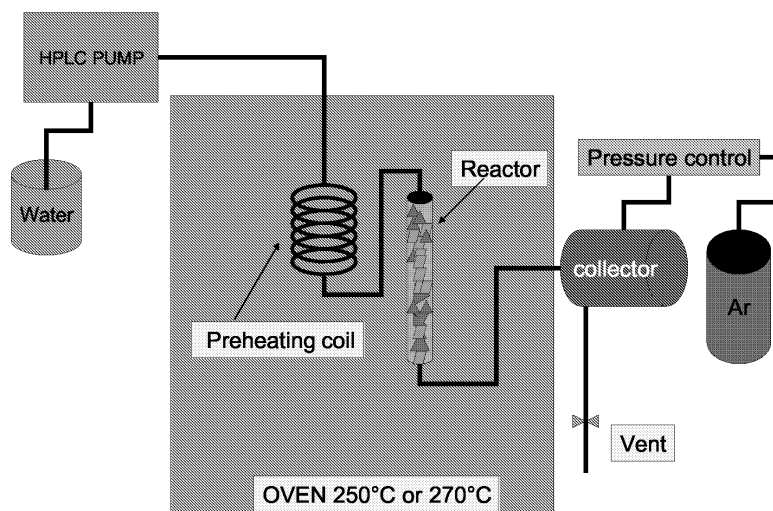 HPLC PUMP
Water
Reactor
Preheating coil
Pressure control
collector
Ar
Vent
OVEN 250°C or 270°C